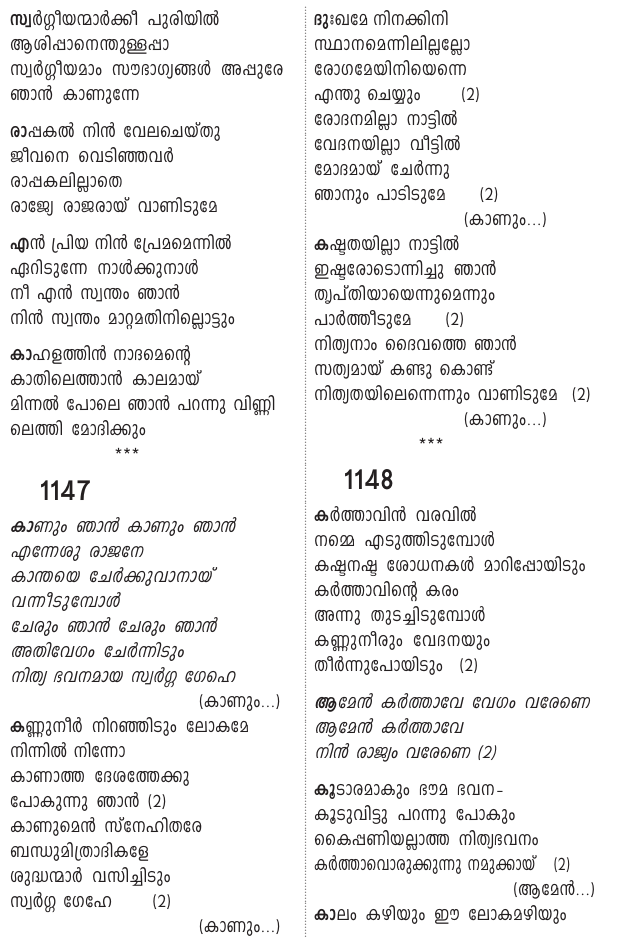 സ്വർഗ്ഗീയന്മാർക്കീ പുരിയിൽ
ആശിപ്പാനെന്തുള്ളപ്പാ
സ്വർഗ്ഗീയമാം സൗഭാഗ്യങ്ങൾ അപ്പുരേ
ഞാൻ കാണുന്നേ
രാപ്പകൽ നിൻ വേലചെയ്തു
ജീവനെ വെടിഞ്ഞവർ
രാപ്പകലില്ലാതെ
രാജ്യേ രാജരായ് വാണിടുമേ
എൻ പ്രിയ നിൻ പ്രേമമെന്നിൽ
ഏറിടുന്നേ നാൾക്കുനാൾ
നീ എൻ സ്വന്തം ഞാൻ
നിൻ സ്വന്തം മാറ്റമതിനില്ലൊട്ടും
കാഹളത്തിൻ നാദമെന്റെ
കാതിലെത്താൻ കാലമായ്
മിന്നൽ പോലെ ഞാൻ പറന്നു വിണ്ണി
ലെത്തി മോദിക്കും
***
1147
കാണും ഞാൻ കാണും ഞാൻ
എന്നേശു രാജനേ
കാന്തയെ ചേർക്കുവാനായ്
വന്നീടുമ്പോൾ
ചേരും ഞാൻ ചേരും ഞാൻ
അതിവേഗം ചേർന്നിടും
നിത്യ ഭവനമായ സ്വർഗ്ഗ ഗേഹെ
(കാണും...)
കണ്ണുനീർ നിറഞ്ഞിടും ലോകമേ
നിന്നിൽ നിന്നോ
കാണാത്ത ദേശത്തേക്കു
പോകുന്നു ഞാൻ (2)
കാണുമെൻ സ്നേഹിതരേ
ബന്ധുമിത്രാദികളേ
ശുദ്ധന്മാർ വസിച്ചിടും
സ്വർഗ്ഗ ഗേഹേ (2)
(കാണും...)
ദുഃഖമേ നിനക്കിനി
സ്ഥാനമെന്നിലില്ലല്ലോ
രോഗമേയിനിയെന്നെ
എന്തു ചെയ്യും (2)
രോദനമില്ലാ നാട്ടിൽ
വേദനയില്ലാ വീട്ടിൽ
മോദമായ് ചേർന്നു
ഞാനും പാടിടുമേ (2)
(കാണും...)
കഷ്ടതയില്ലാ നാട്ടിൽ
ഇഷ്ടരോടൊന്നിച്ചു ഞാൻ
തൃപ്തിയായെന്നുമെന്നും
പാർത്തീടുമേ (2)
നിത്യനാം ദൈവത്തെ ഞാൻ
സത്യമായ് കണ്ടു കൊണ്ട്
നിത്യതയിലെന്നെന്നും വാണിടുമേ (2)
(കാണും...)
***
1148
കർത്താവിൻ വരവിൽ
നമ്മെ എടുത്തിടുമ്പോൾ
കഷ്ടനഷ്ട ശോധനകൾ മാറിപ്പോയിടും
കർത്താവിന്റെ കരം
അന്നു തുടച്ചിടുമ്പോൾ
കണ്ണുനീരും വേദനയും
തീർന്നുപോയിടും (2)
ആമേൻ കർത്താവേ വേഗം വരേണെ
ആമേൻ കർത്താവേ
നിൻ രാജ്യം വരേണെ (2)
കൂടാരമാകും ഭൗമ ഭവന-
കൂടുവിട്ടു പറന്നു പോകും
കൈപ്പണിയല്ലാത്ത നിത്യഭവനം
കർത്താവൊരുക്കുന്നു നമുക്കായ് (2)
(ആമേൻ...)
കാലം കഴിയും ഈ ലോകമഴിയും